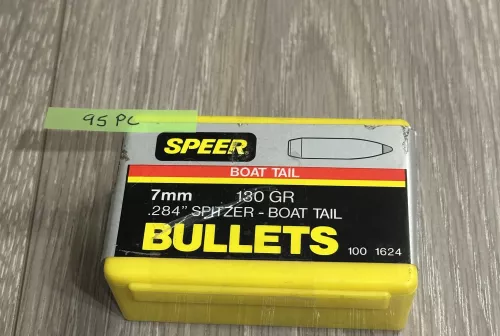 95 PC
SPEER
BOAT TAIL
7mm 130 GR
.284" SPITZER - BOAT TAIL
BULLETS 100 1624